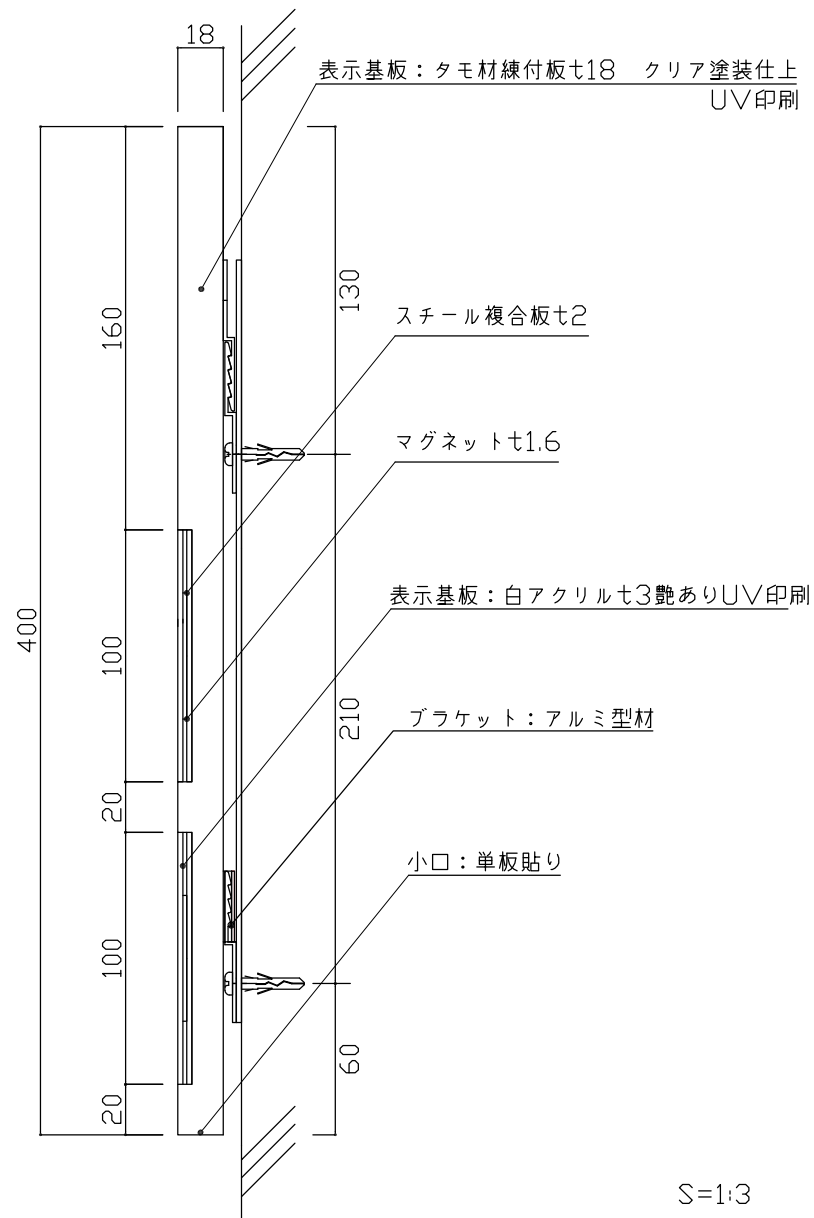 18
表示基板：タモ材練付板t18　クリア塗装仕上
UV印刷
130
160
スチール複合板t2
マグネットt1.6
表示基板：白アクリルt3艶ありUV印刷
400
100
210
ブラケット：アルミ型材
20
小口：単板貼り
100
60
20
S=1:3